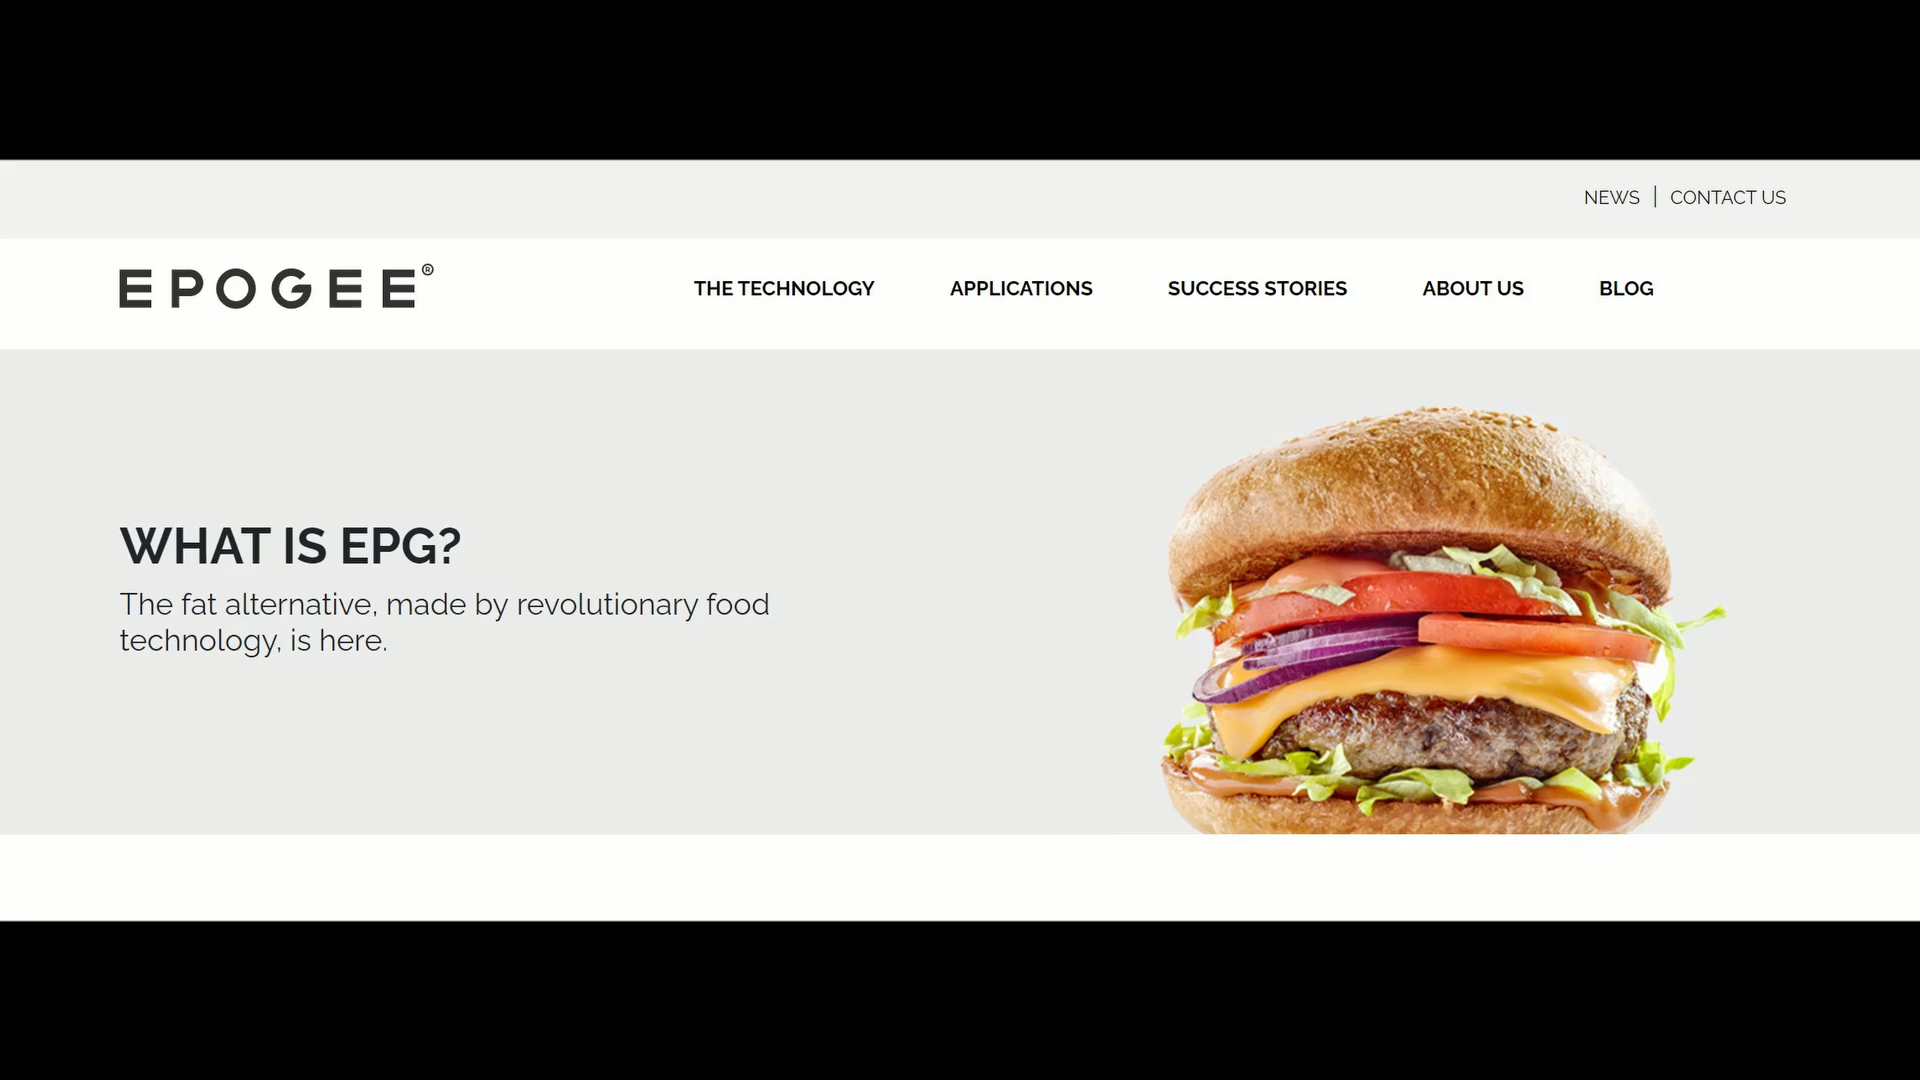 NEWS | CONTACT US
EPOGEE®
THE TECHNOLOGY APPLICATIONS SUCCESS STORIES ABOUT US BLOG
WHAT IS EPG?
The fat alternative, made by revolutionary food
technology, is here.